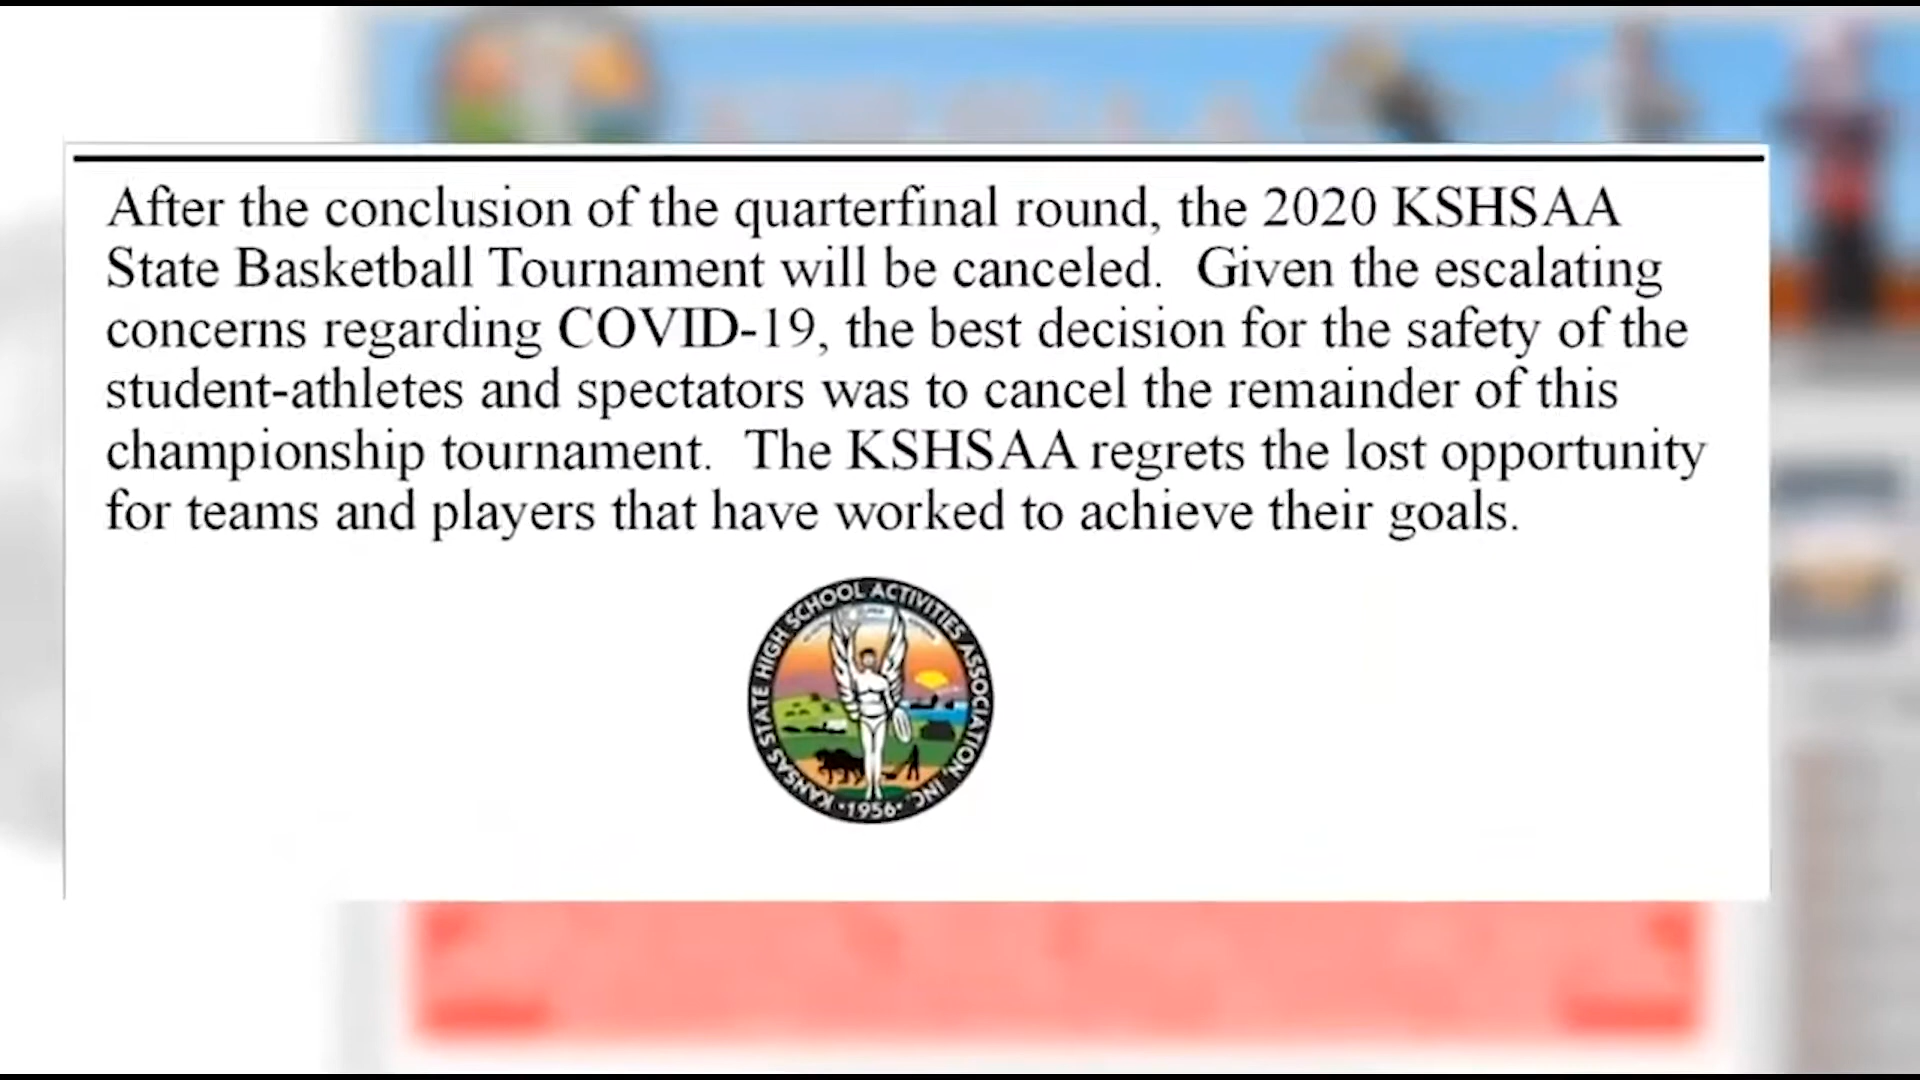 After the conclusion of the quarterfinal round, the 2020 KSHSAA
State Basketball Tournament will be canceled.  Given the escalating
concerns regarding COVID-19, the best decision for the safety of the
student-athletes and spectators was to cancel the remainder of this
championship tournament.  The KSHSAA regrets the lost opportunity
for teams and players that have worked to achieve their goals.
KANSAS STATE HIGH SCHOOL ACTIVITIES ASSOCIATION, INC.
•1956•